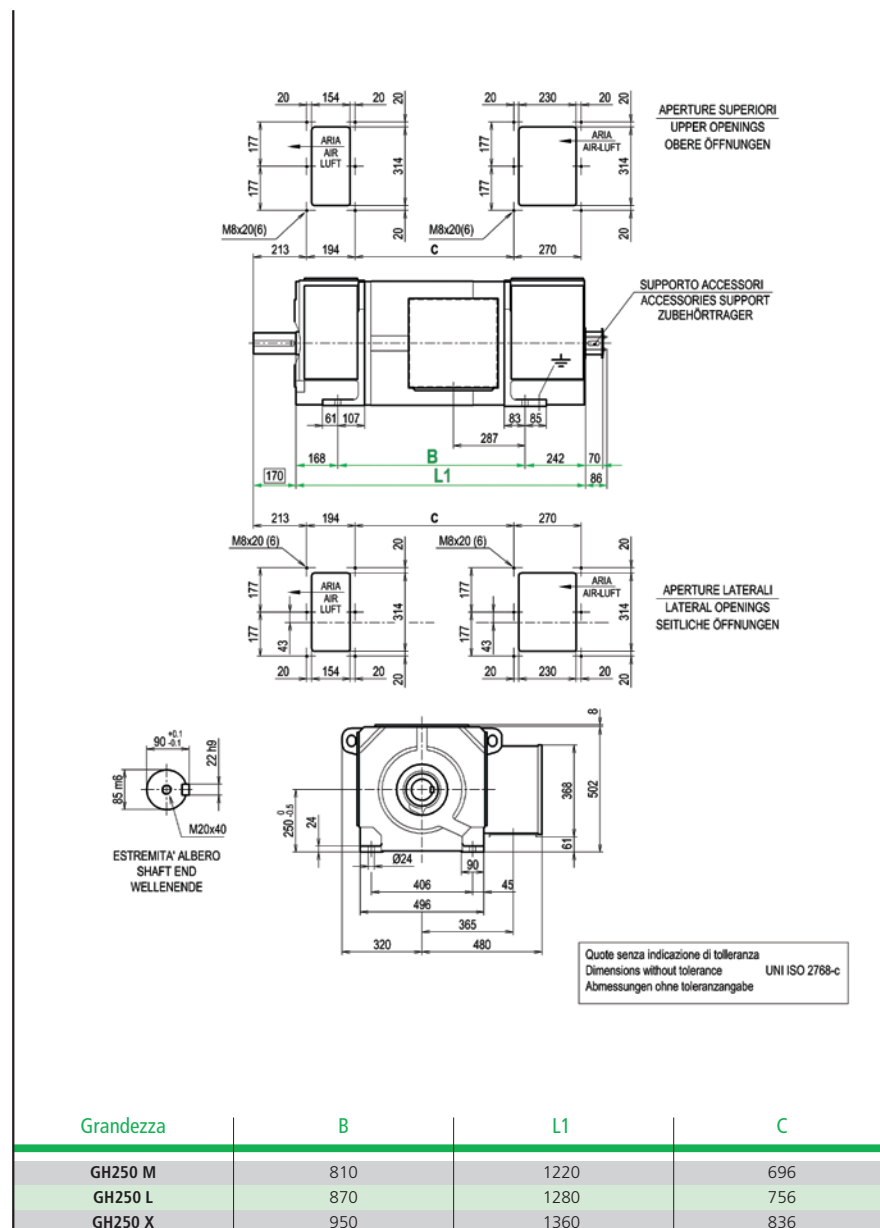 20 154 20 20
20 230 20 20
APERTURE SUPERIORI
UPPER OPENINGS
OBERE ÖFFNUNGEN
177 ARIA
AIR
LUFT
314
177
177 ARIA
AIR-LUFT
314
177
M8x20(6)
20
M8x20(6)
20
213 194 C 270
SUPPORTO ACCESSORI
ACCESSORIES SUPPORT
ZUBEHÖRTRAGER
61 107
83 85
287
168 B 242 70
170 L1 86
213 194 C 270
M8x20 (6)
20
M8x20 (6)
20
177 ARIA
AIR
LUFT
314
177
43
177 ARIA
AIR-LUFT
314
177
43
APERTURE LATERALI
LATERAL OPENINGS
SEITLICHE ÖFFNUNGEN
20 154 20 20
20 230 20 20
90 +0.1
-0.1
22 h9
85 m6
M20x40
ESTREMITA' ALBERO
SHAFT END
WELLENENDE
8
368
502
250 0
-0.5
24
61
Ø24
90
406 45
496
365
320 480
Quote senza indicazione di tolleranza
Dimensions without tolerance UNI ISO 2768-c
Abmessungen ohne toleranzangabe
Grandezza B L1 C
GH250 M 810 1220 696
GH250 L 870 1280 756
GH250 X 950 1360 836